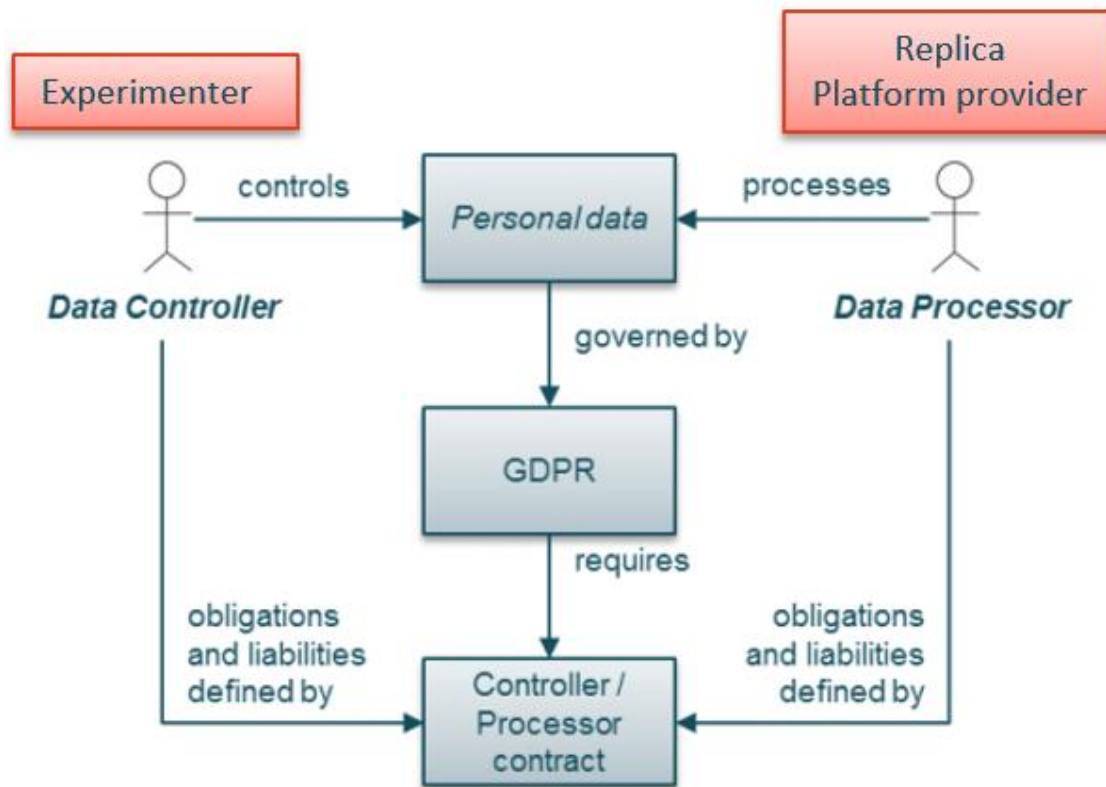 Experimenter
Replica
Platform provider
controls
processes
Personal data
Data Controller
Data Processor
governed by
GDPR
requires
obligations
and liabilities
defined by
obligations
and liabilities
defined by
Controller /
Processor
contract